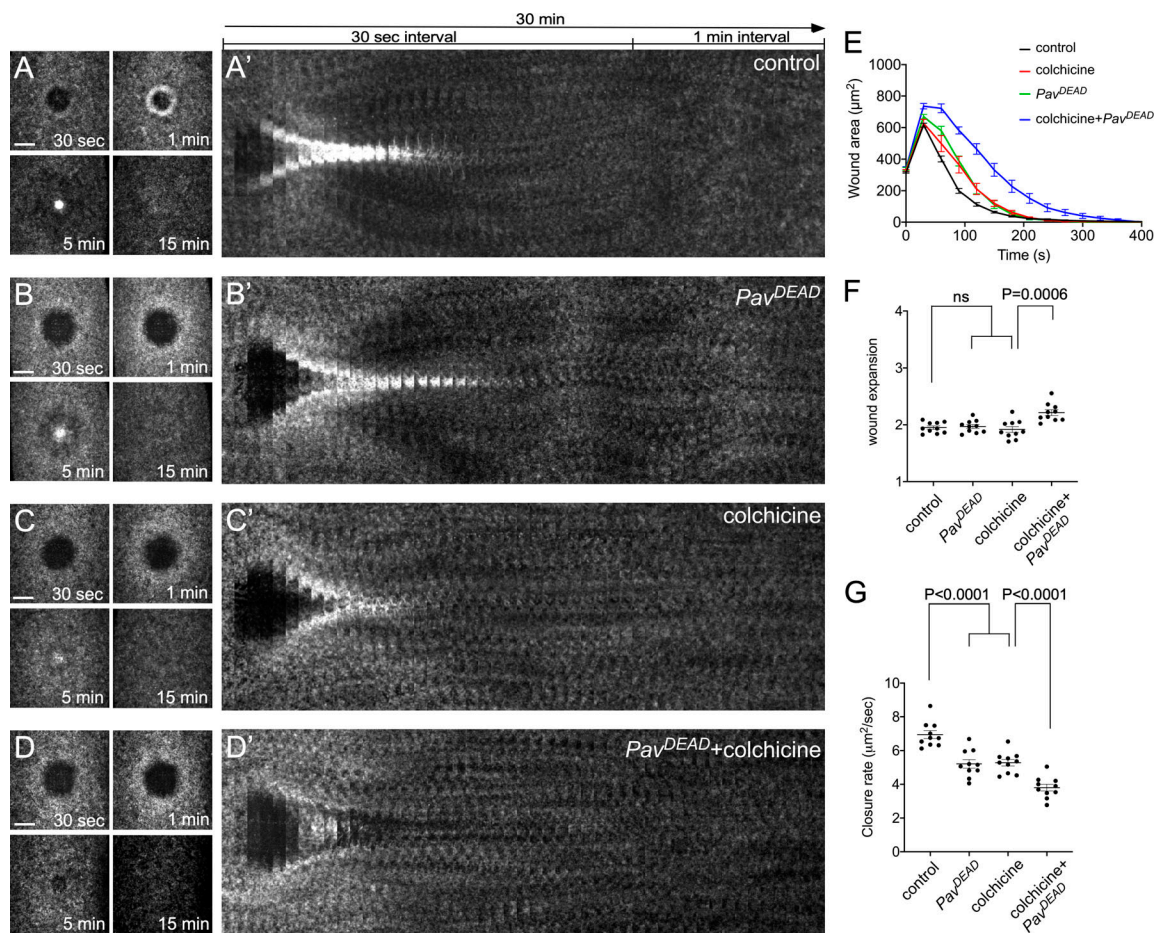 30 min
30 sec interval
1 min interval
A
30 sec
1 min
5 min
15 min
A'
control
B
30 sec
1 min
5 min
15 min
B'
Pav^DEAD
C
30 sec
1 min
5 min
15 min
C'
colchicine
D
30 sec
1 min
5 min
15 min
D'
Pav^DEAD+colchicine
E
control
colchicine
Pav^DEAD
colchicine+Pav^DEAD
Wound area (μm²)
1000
800
600
400
200
0
0
100
200
300
400
Time (s)
F
ns
P=0.0006
wound expansion
4
3
2
1
control
Pav^DEAD
colchicine
colchicine+
Pav^DEAD
G
P<0.0001
P<0.0001
Closure rate (μm²/sec)
10
8
6
4
2
0
control
Pav^DEAD
colchicine
colchicine+
Pav^DEAD